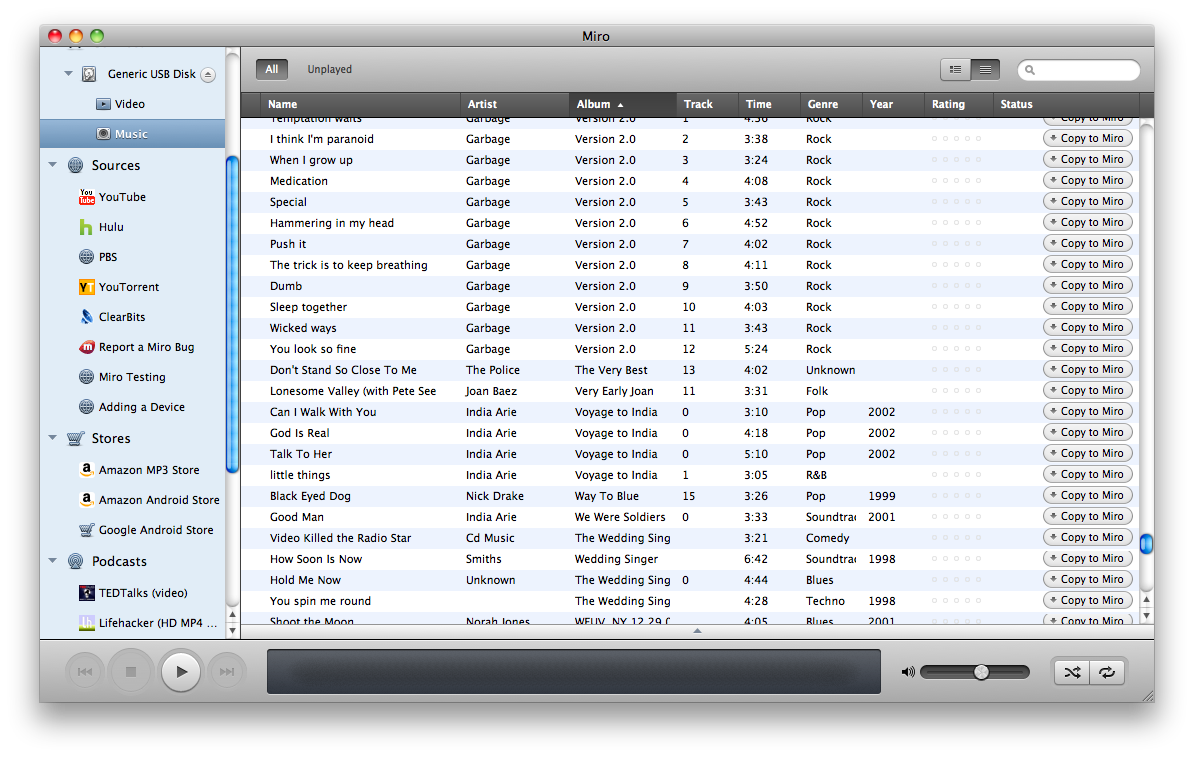 Miro
Generic USB Disk
Video
Music
Sources
YouTube
Hulu
PBS
YouTorrent
ClearBits
Report a Miro Bug
Miro Testing
Adding a Device
Stores
Amazon MP3 Store
Amazon Android Store
Google Android Store
Podcasts
TEDTalks (video)
Lifehacker (HD MP4 ...
All Unplayed
Name Artist Album Track Time Genre Year Rating Status
Temptation waits Garbage Version 2.0 1 4:36 Rock Copy to Miro
I think I'm paranoid Garbage Version 2.0 2 3:38 Rock Copy to Miro
When I grow up Garbage Version 2.0 3 3:24 Rock Copy to Miro
Medication Garbage Version 2.0 4 4:08 Rock Copy to Miro
Special Garbage Version 2.0 5 3:43 Rock Copy to Miro
Hammering in my head Garbage Version 2.0 6 4:52 Rock Copy to Miro
Push it Garbage Version 2.0 7 4:02 Rock Copy to Miro
The trick is to keep breathing Garbage Version 2.0 8 4:11 Rock Copy to Miro
Dumb Garbage Version 2.0 9 3:50 Rock Copy to Miro
Sleep together Garbage Version 2.0 10 4:03 Rock Copy to Miro
Wicked ways Garbage Version 2.0 11 3:43 Rock Copy to Miro
You look so fine Garbage Version 2.0 12 5:24 Rock Copy to Miro
Don't Stand So Close To Me The Police The Very Best 13 4:02 Unknown Copy to Miro
Lonesome Valley (with Pete See Joan Baez Very Early Joan 11 3:31 Folk Copy to Miro
Can I Walk With You India Arie Voyage to India 0 3:10 Pop 2002 Copy to Miro
God Is Real India Arie Voyage to India 0 4:18 Pop 2002 Copy to Miro
Talk To Her India Arie Voyage to India 0 5:10 Pop 2002 Copy to Miro
little things India Arie Voyage to India 1 3:05 R&B Copy to Miro
Black Eyed Dog Nick Drake Way To Blue 15 3:26 Pop 1999 Copy to Miro
Good Man India Arie We Were Soldiers 0 3:33 Soundtrac 2001 Copy to Miro
Video Killed the Radio Star Cd Music The Wedding Sing 3:21 Comedy Copy to Miro
How Soon Is Now Smiths Wedding Singer 6:42 Soundtrac 1998 Copy to Miro
Hold Me Now Unknown The Wedding Sing 0 4:44 Blues Copy to Miro
You spin me round The Wedding Sing 4:28 Techno 1998 Copy to Miro
Shoot the Moon Norah Jones WFUV, NY 12.29.0 4:05 Blues 2001 Copy to Miro